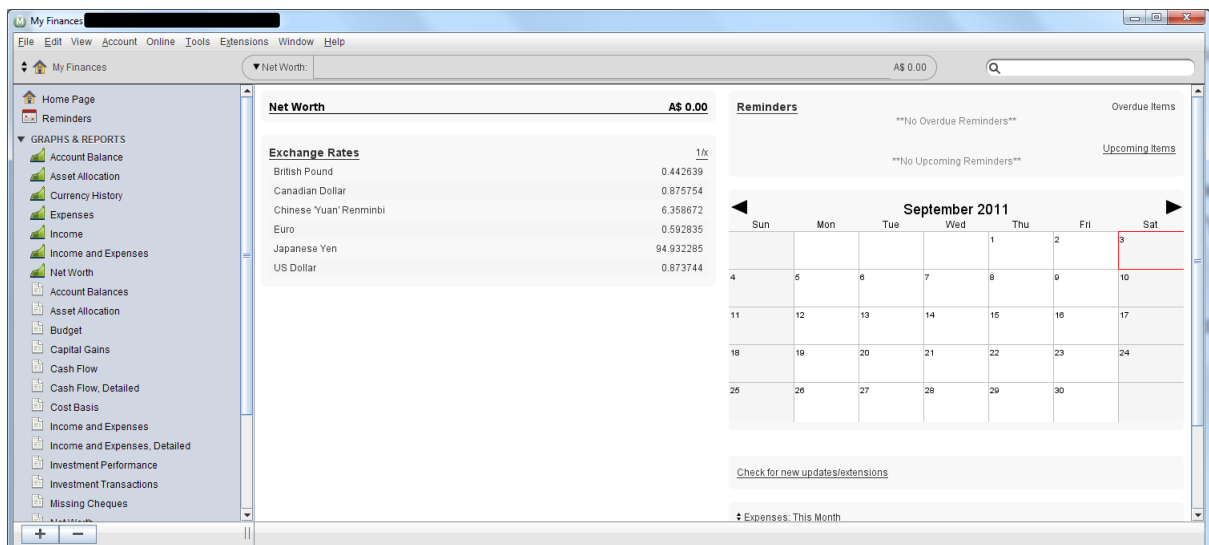 My Finances
File Edit View Account Online Tools Extensions Window Help
My Finances
▼Net Worth: A$ 0.00
Home Page
Reminders
▼ GRAPHS & REPORTS
Account Balance
Asset Allocation
Currency History
Expenses
Income
Income and Expenses
Net Worth
Account Balances
Asset Allocation
Budget
Capital Gains
Cash Flow
Cash Flow, Detailed
Cost Basis
Income and Expenses
Income and Expenses, Detailed
Investment Performance
Investment Transactions
Missing Cheques
Net Worth
Net Worth A$ 0.00
Exchange Rates 1/x
British Pound 0.442639
Canadian Dollar 0.875754
Chinese 'Yuan' Renminbi 6.358672
Euro 0.592835
Japanese Yen 94.932285
US Dollar 0.873744
Reminders Overdue Items
**No Overdue Reminders**
Upcoming Items
**No Upcoming Reminders**
September 2011
Sun Mon Tue Wed Thu Fri Sat
1 2 3
4 5 6 7 8 9 10
11 12 13 14 15 16 17
18 19 20 21 22 23 24
25 26 27 28 29 30
Check for new updates/extensions
Expenses: This Month